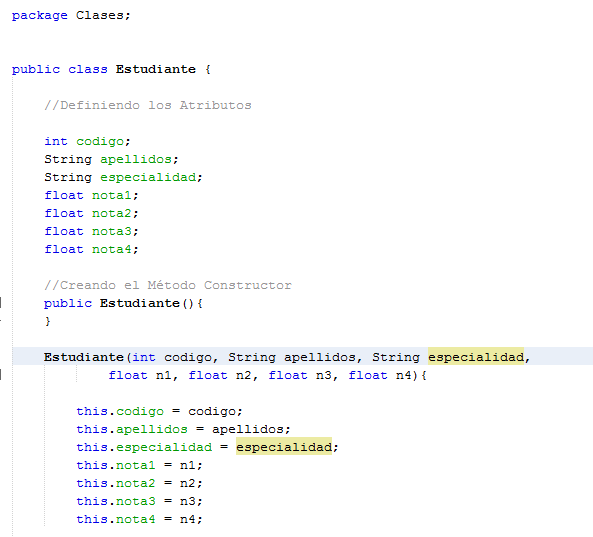 package Clases;
public class Estudiante {
//Definiendo los Atributos
int codigo;
String apellidos;
String especialidad;
float nota1;
float nota2;
float nota3;
float nota4;
//Creando el Método Constructor
public Estudiante(){
}
Estudiante(int codigo, String apellidos, String especialidad,
float n1, float n2, float n3, float n4){
this.codigo = codigo;
this.apellidos = apellidos;
this.especialidad = especialidad;
this.nota1 = n1;
this.nota2 = n2;
this.nota3 = n3;
this.nota4 = n4;